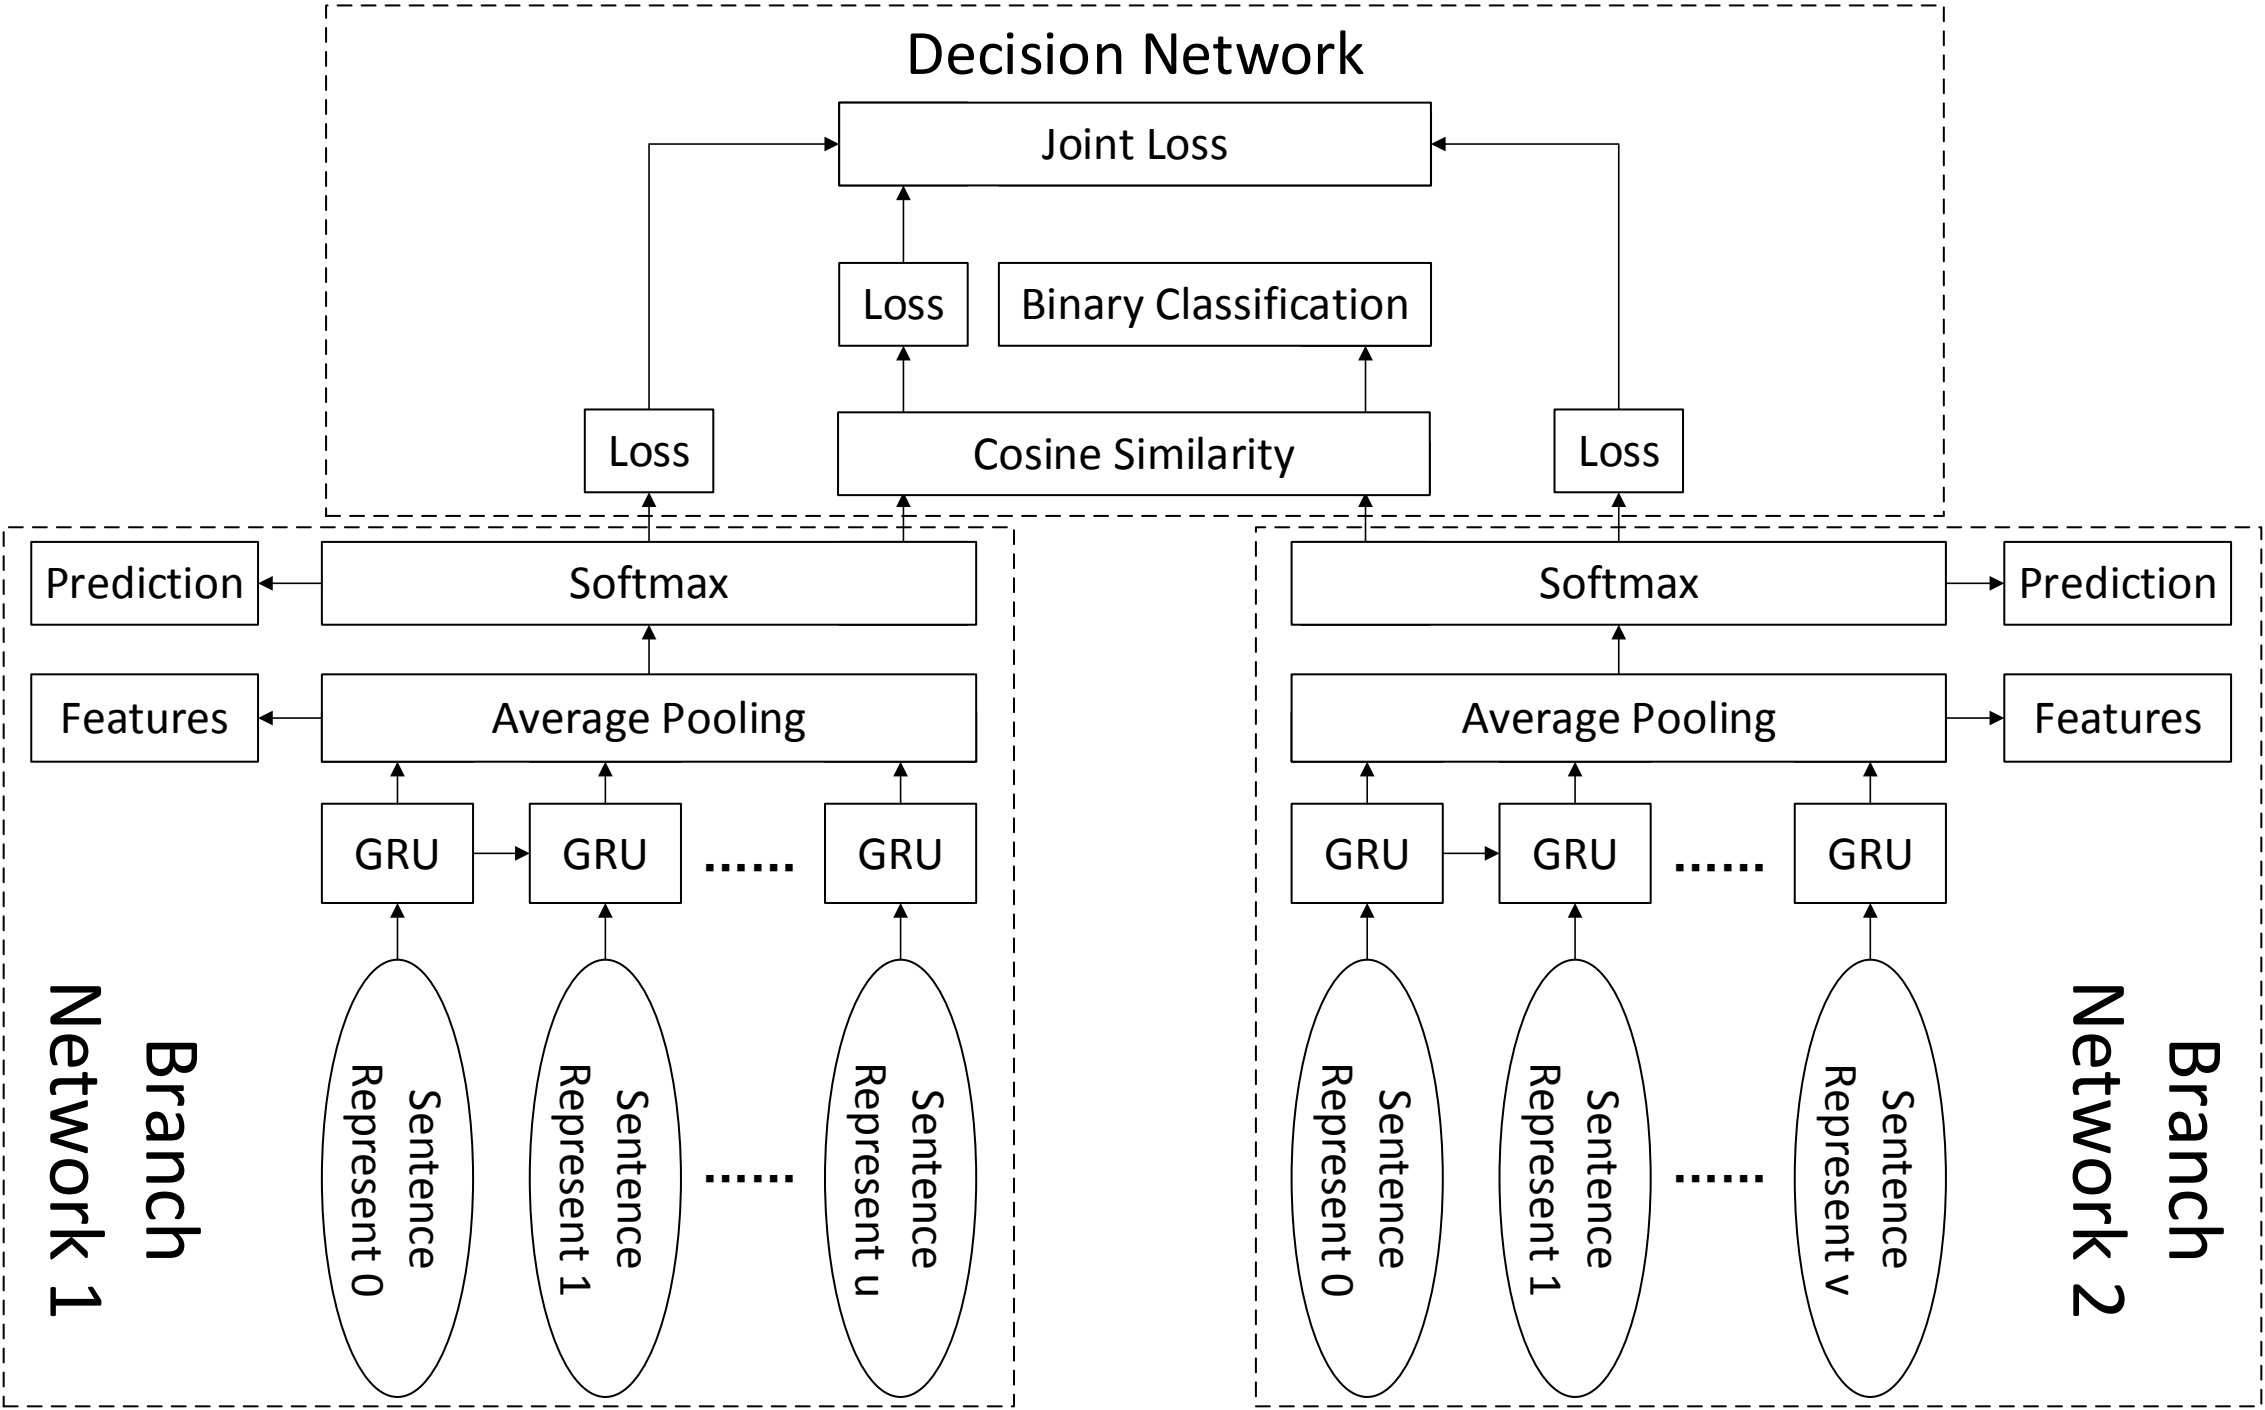 Decision Network
Joint Loss
Loss
Binary Classification
Loss
Cosine Similarity
Loss
Prediction
Softmax
Softmax
Prediction
Features
Average Pooling
Average Pooling
Features
GRU
GRU
......
GRU
GRU
GRU
......
GRU
Branch
Network 1
Sentence
Represent 0
Sentence
Represent 1
......
Sentence
Represent u
Sentence
Represent 0
Sentence
Represent 1
......
Sentence
Represent v
Branch
Network 2